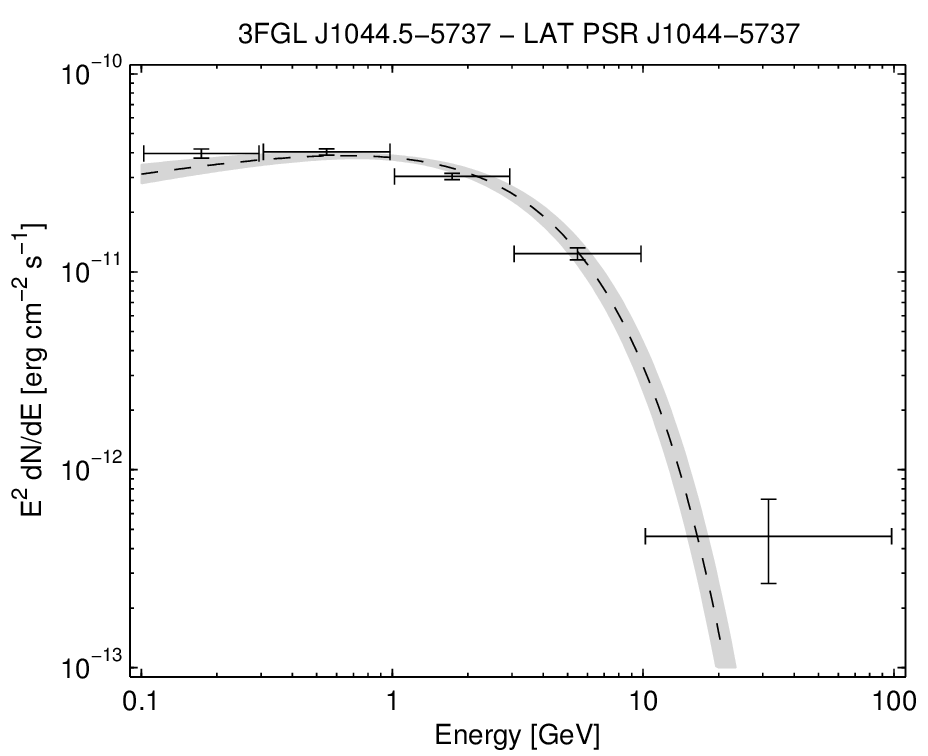 3FGL J1044.5−5737 − LAT PSR J1044−5737
E² dN/dE [erg cm⁻² s⁻¹]
10⁻¹⁰
10⁻¹¹
10⁻¹²
10⁻¹³
0.1 1 10 100
Energy [GeV]